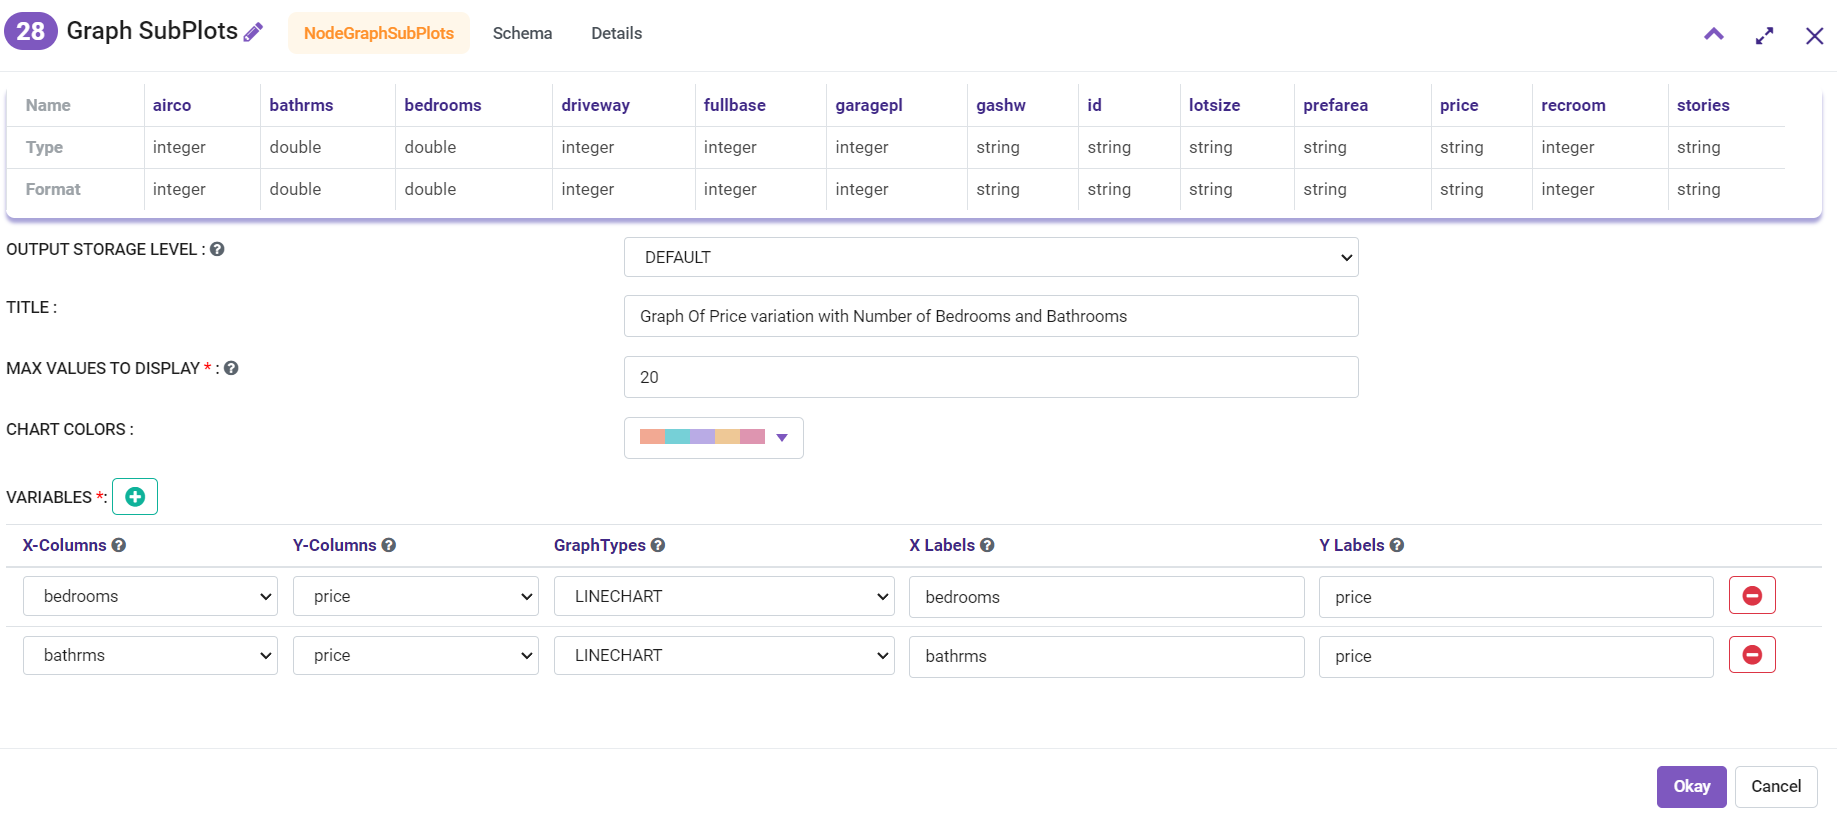 28 Graph SubPlots NodeGraphSubPlots Schema Details
Name airco bathrms bedrooms driveway fullbase garagepl gashw id lotsize prefarea price recroom stories
Type integer double double integer integer integer string string string string string integer string
Format integer double double integer integer integer string string string string string integer string
OUTPUT STORAGE LEVEL : DEFAULT
TITLE : Graph Of Price variation with Number of Bedrooms and Bathrooms
MAX VALUES TO DISPLAY * : 20
CHART COLORS :
VARIABLES *:
X-Columns Y-Columns GraphTypes X Labels Y Labels
bedrooms price LINECHART bedrooms price
bathrms price LINECHART bathrms price
Okay Cancel